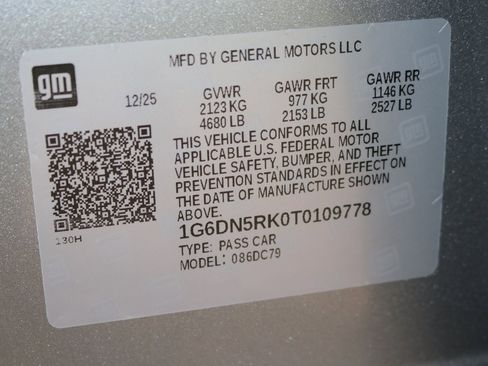 gm
MFD BY GENERAL MOTORS LLC
12/25
GVWR GAWR FRT GAWR RR
2123 KG 977 KG 1146 KG
4680 LB 2153 LB 2527 LB
THIS VEHICLE CONFORMS TO ALL
APPLICABLE U.S. FEDERAL MOTOR
VEHICLE SAFETY, BUMPER, AND THEFT
PREVENTION STANDARDS IN EFFECT ON
THE DATE OF MANUFACTURE SHOWN
ABOVE.
1G6DN5RK0T0109778
TYPE: PASS CAR
MODEL: 086DC79
130H